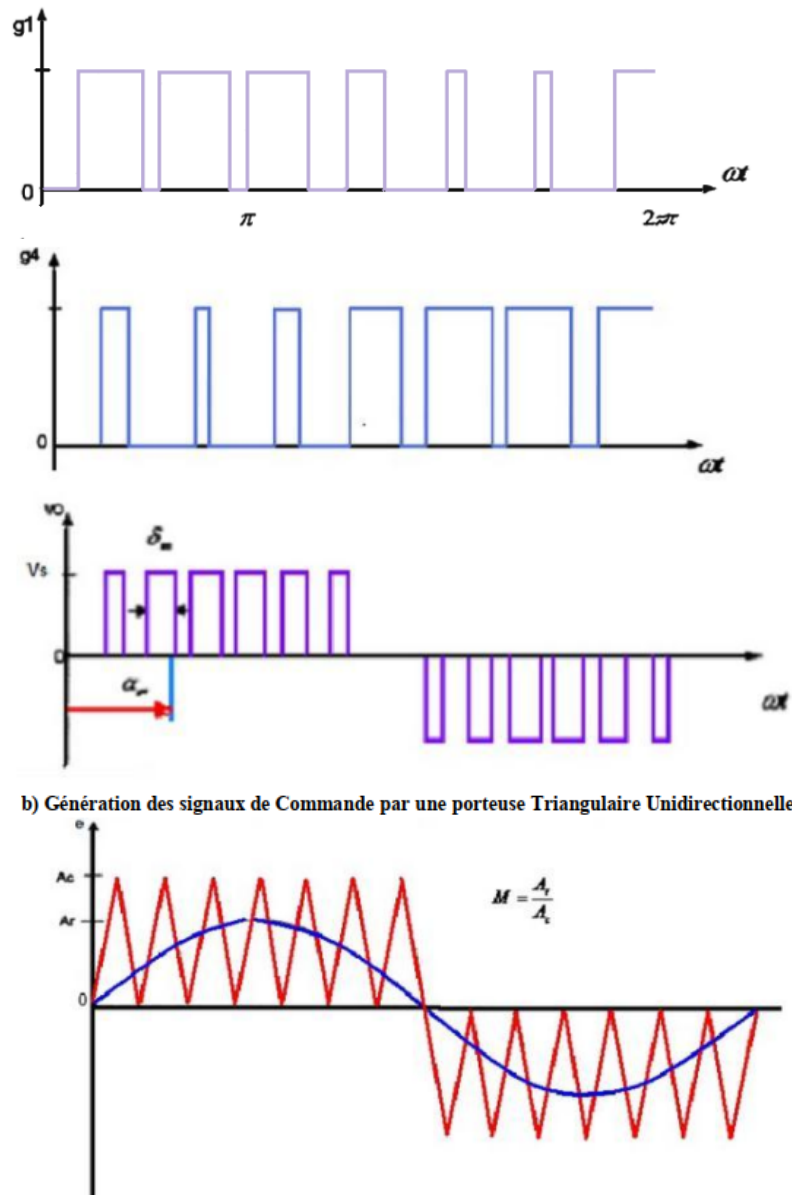 g1
0
ωt
π
2π
g4
0
ωt
vo
δm
Vs
0
ωt
b) Génération des signaux de Commande par une porteuse Triangulaire Unidirectionnelle
e
Ac
Ar
0
M = Ar / Ac